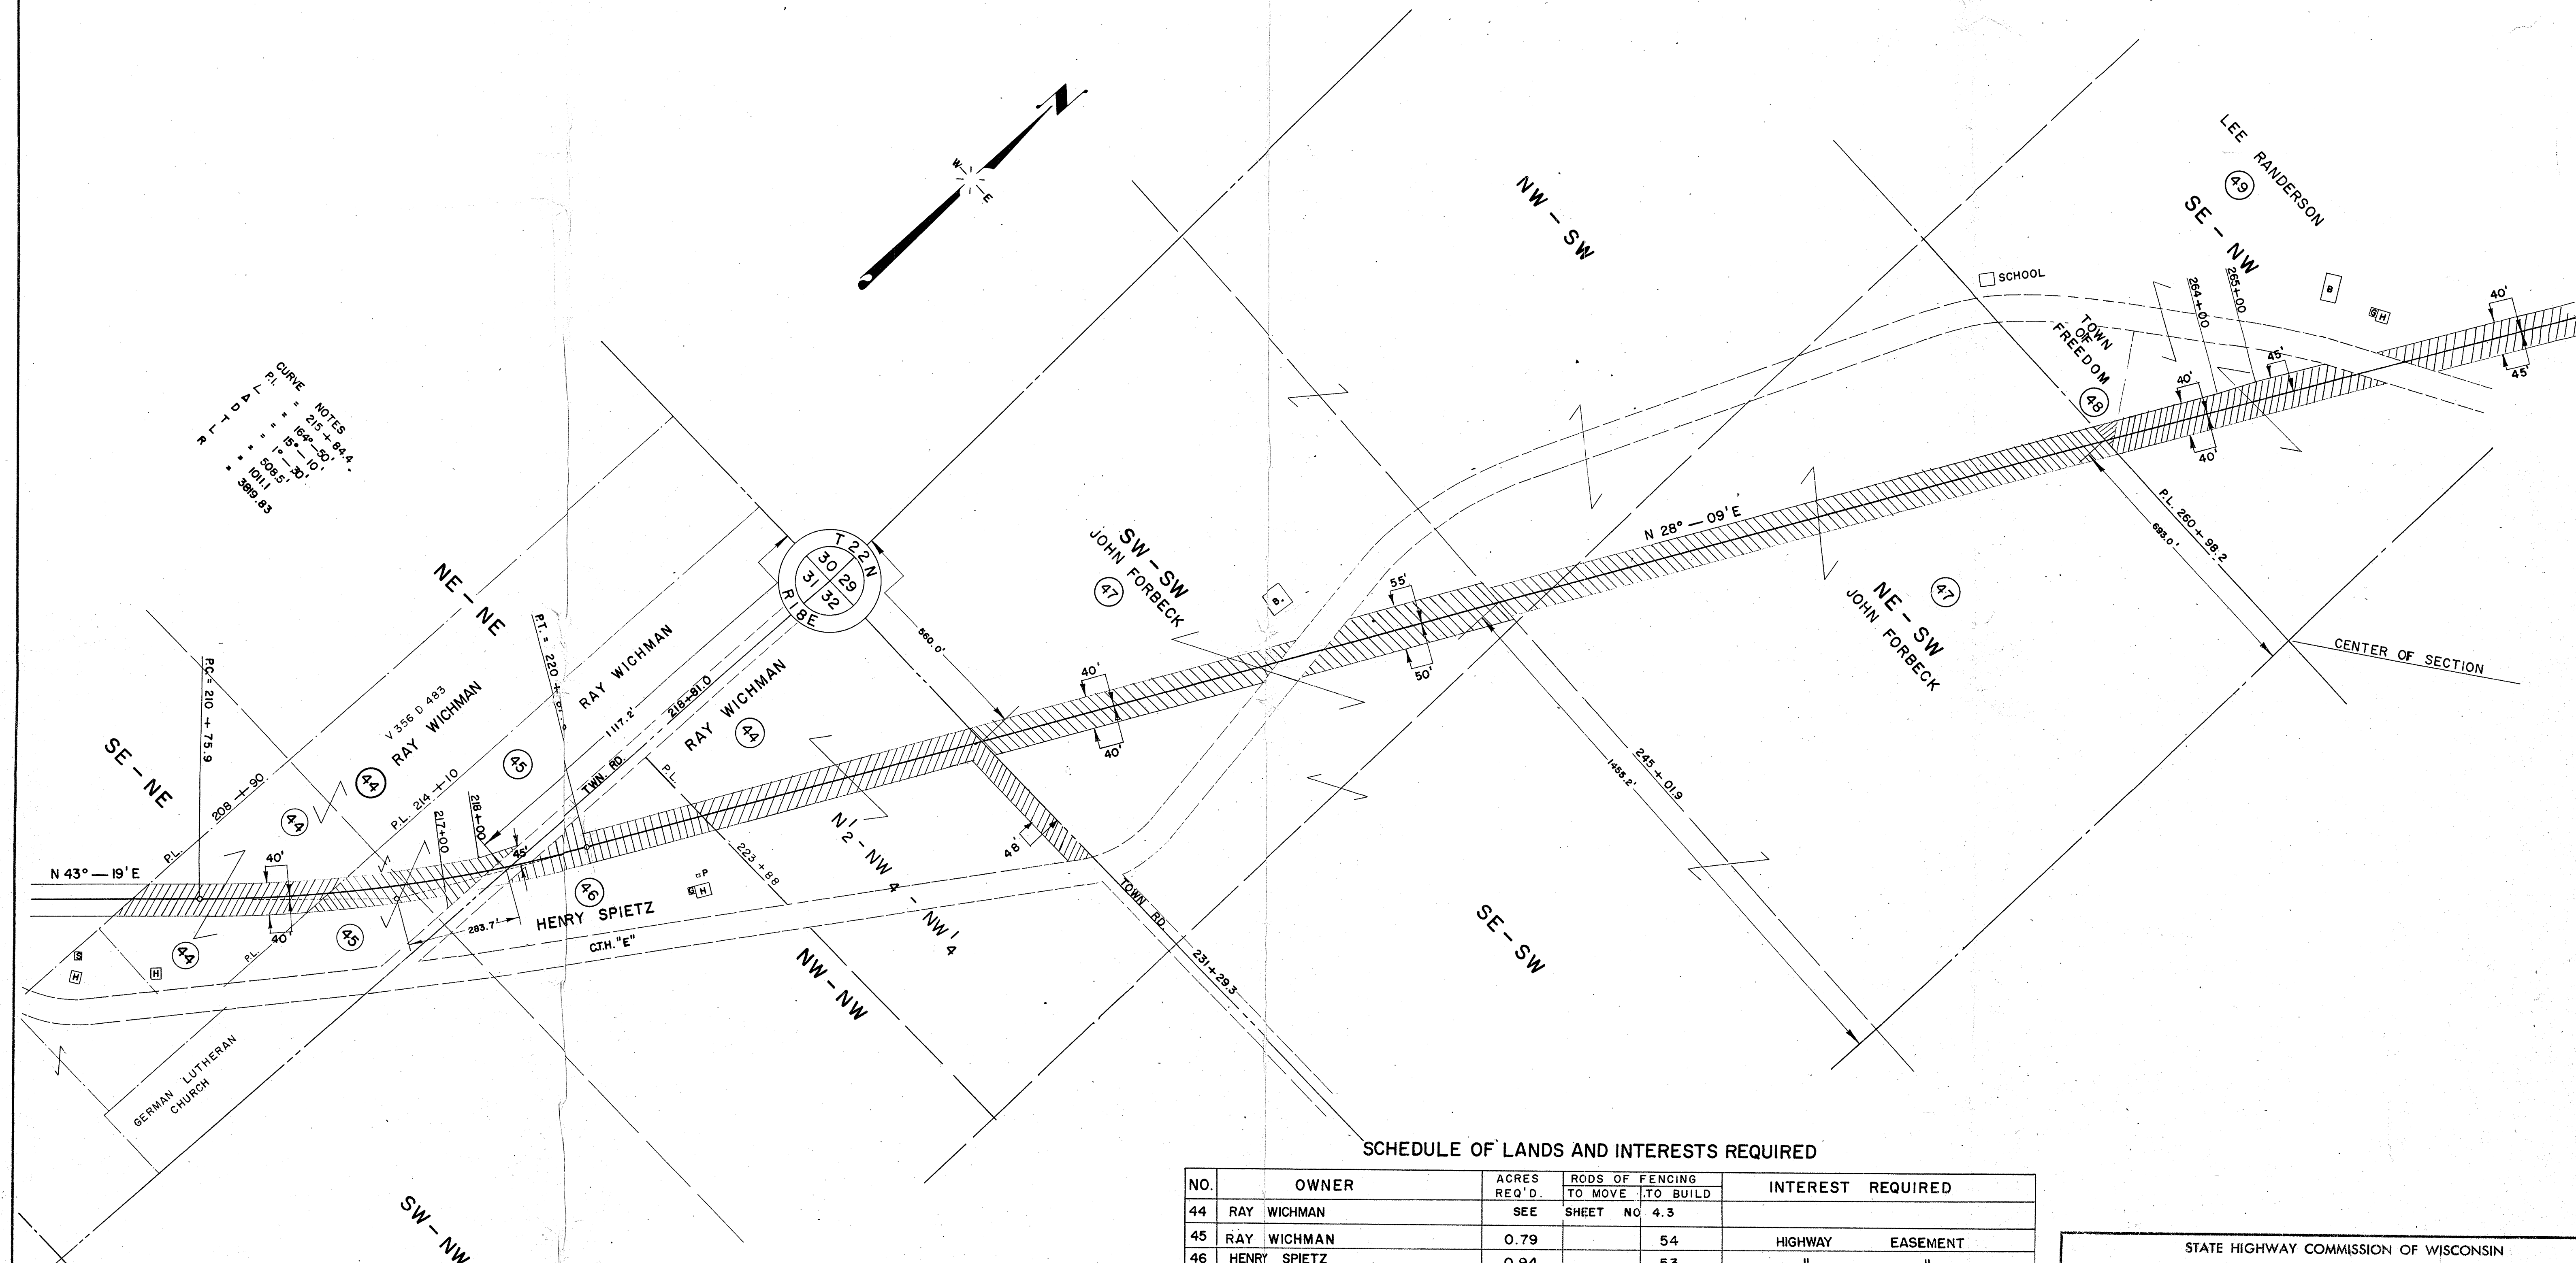 N
W
E
LEE RANDERSON
49
SE - NW
NW - SW
SCHOOL
B
G H
264+00
265+00
40'
45'
TOWN
OF
FREEDOM
48
40'
45'
40'
CURVE NOTES
P.I. = 215 + 84.4
Δ = 164° - 50'
Δ = 15° - 10'
D = 1° - 30'
T = 508.5'
L = 1011.1
R = 3819.83
NE - NE
T 22 N
30 29
31 32
R18E
560.0'
SW - SW
JOHN FORBECK
47
B.
55'
50'
N 28° — 09' E
NE - SW
JOHN FORBECK
47
P.L. 260 + 98.2
693.0'
CENTER OF SECTION
SE - NE
P.C. = 210 + 75.9
V 356 D 483
RAY WICHMAN
44
RAY WICHMAN
45
P.T. = 220 +
1117.2'
218+81.0
TWN. RD.
RAY WICHMAN
44
P.L.
40'
40'
208 + 90
P.L.
44
P.L. 214 + 10
217+00
218+00
45'
N 43° — 19' E
40'
40'
44
45
P.L.
S
H
H
283.7'
46
HENRY SPIETZ
P
G H
223 + 88
C.T.H. "E"
N 1/2 - NW 1/4 - NW 1/4
48'
TOWN RD
231+29.3
245 + 01.9
1455.2'
SE - SW
NW - NW
GERMAN LUTHERAN
CHURCH
SW - NW
SCHEDULE OF LANDS AND INTERESTS REQUIRED
NO. OWNER ACRES REQ'D. RODS OF FENCING TO MOVE TO BUILD INTEREST REQUIRED
44 RAY WICHMAN SEE SHEET NO 4.3
45 RAY WICHMAN 0.79 54 HIGHWAY EASEMENT
46 HENRY SPIETZ 0.94 53 " "
STATE HIGHWAY COMMISSION OF WISCONSIN